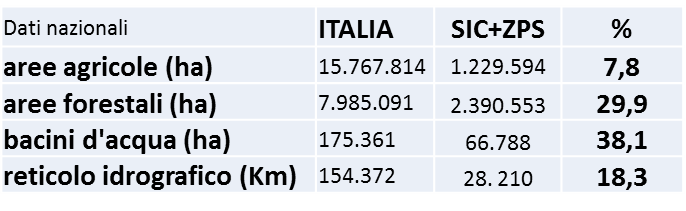 Dati nazionali ITALIA SIC+ZPS %
aree agricole (ha) 15.767.814 1.229.594 7,8
aree forestali (ha) 7.985.091 2.390.553 29,9
bacini d'acqua (ha) 175.361 66.788 38,1
reticolo idrografico (Km) 154.372 28. 210 18,3